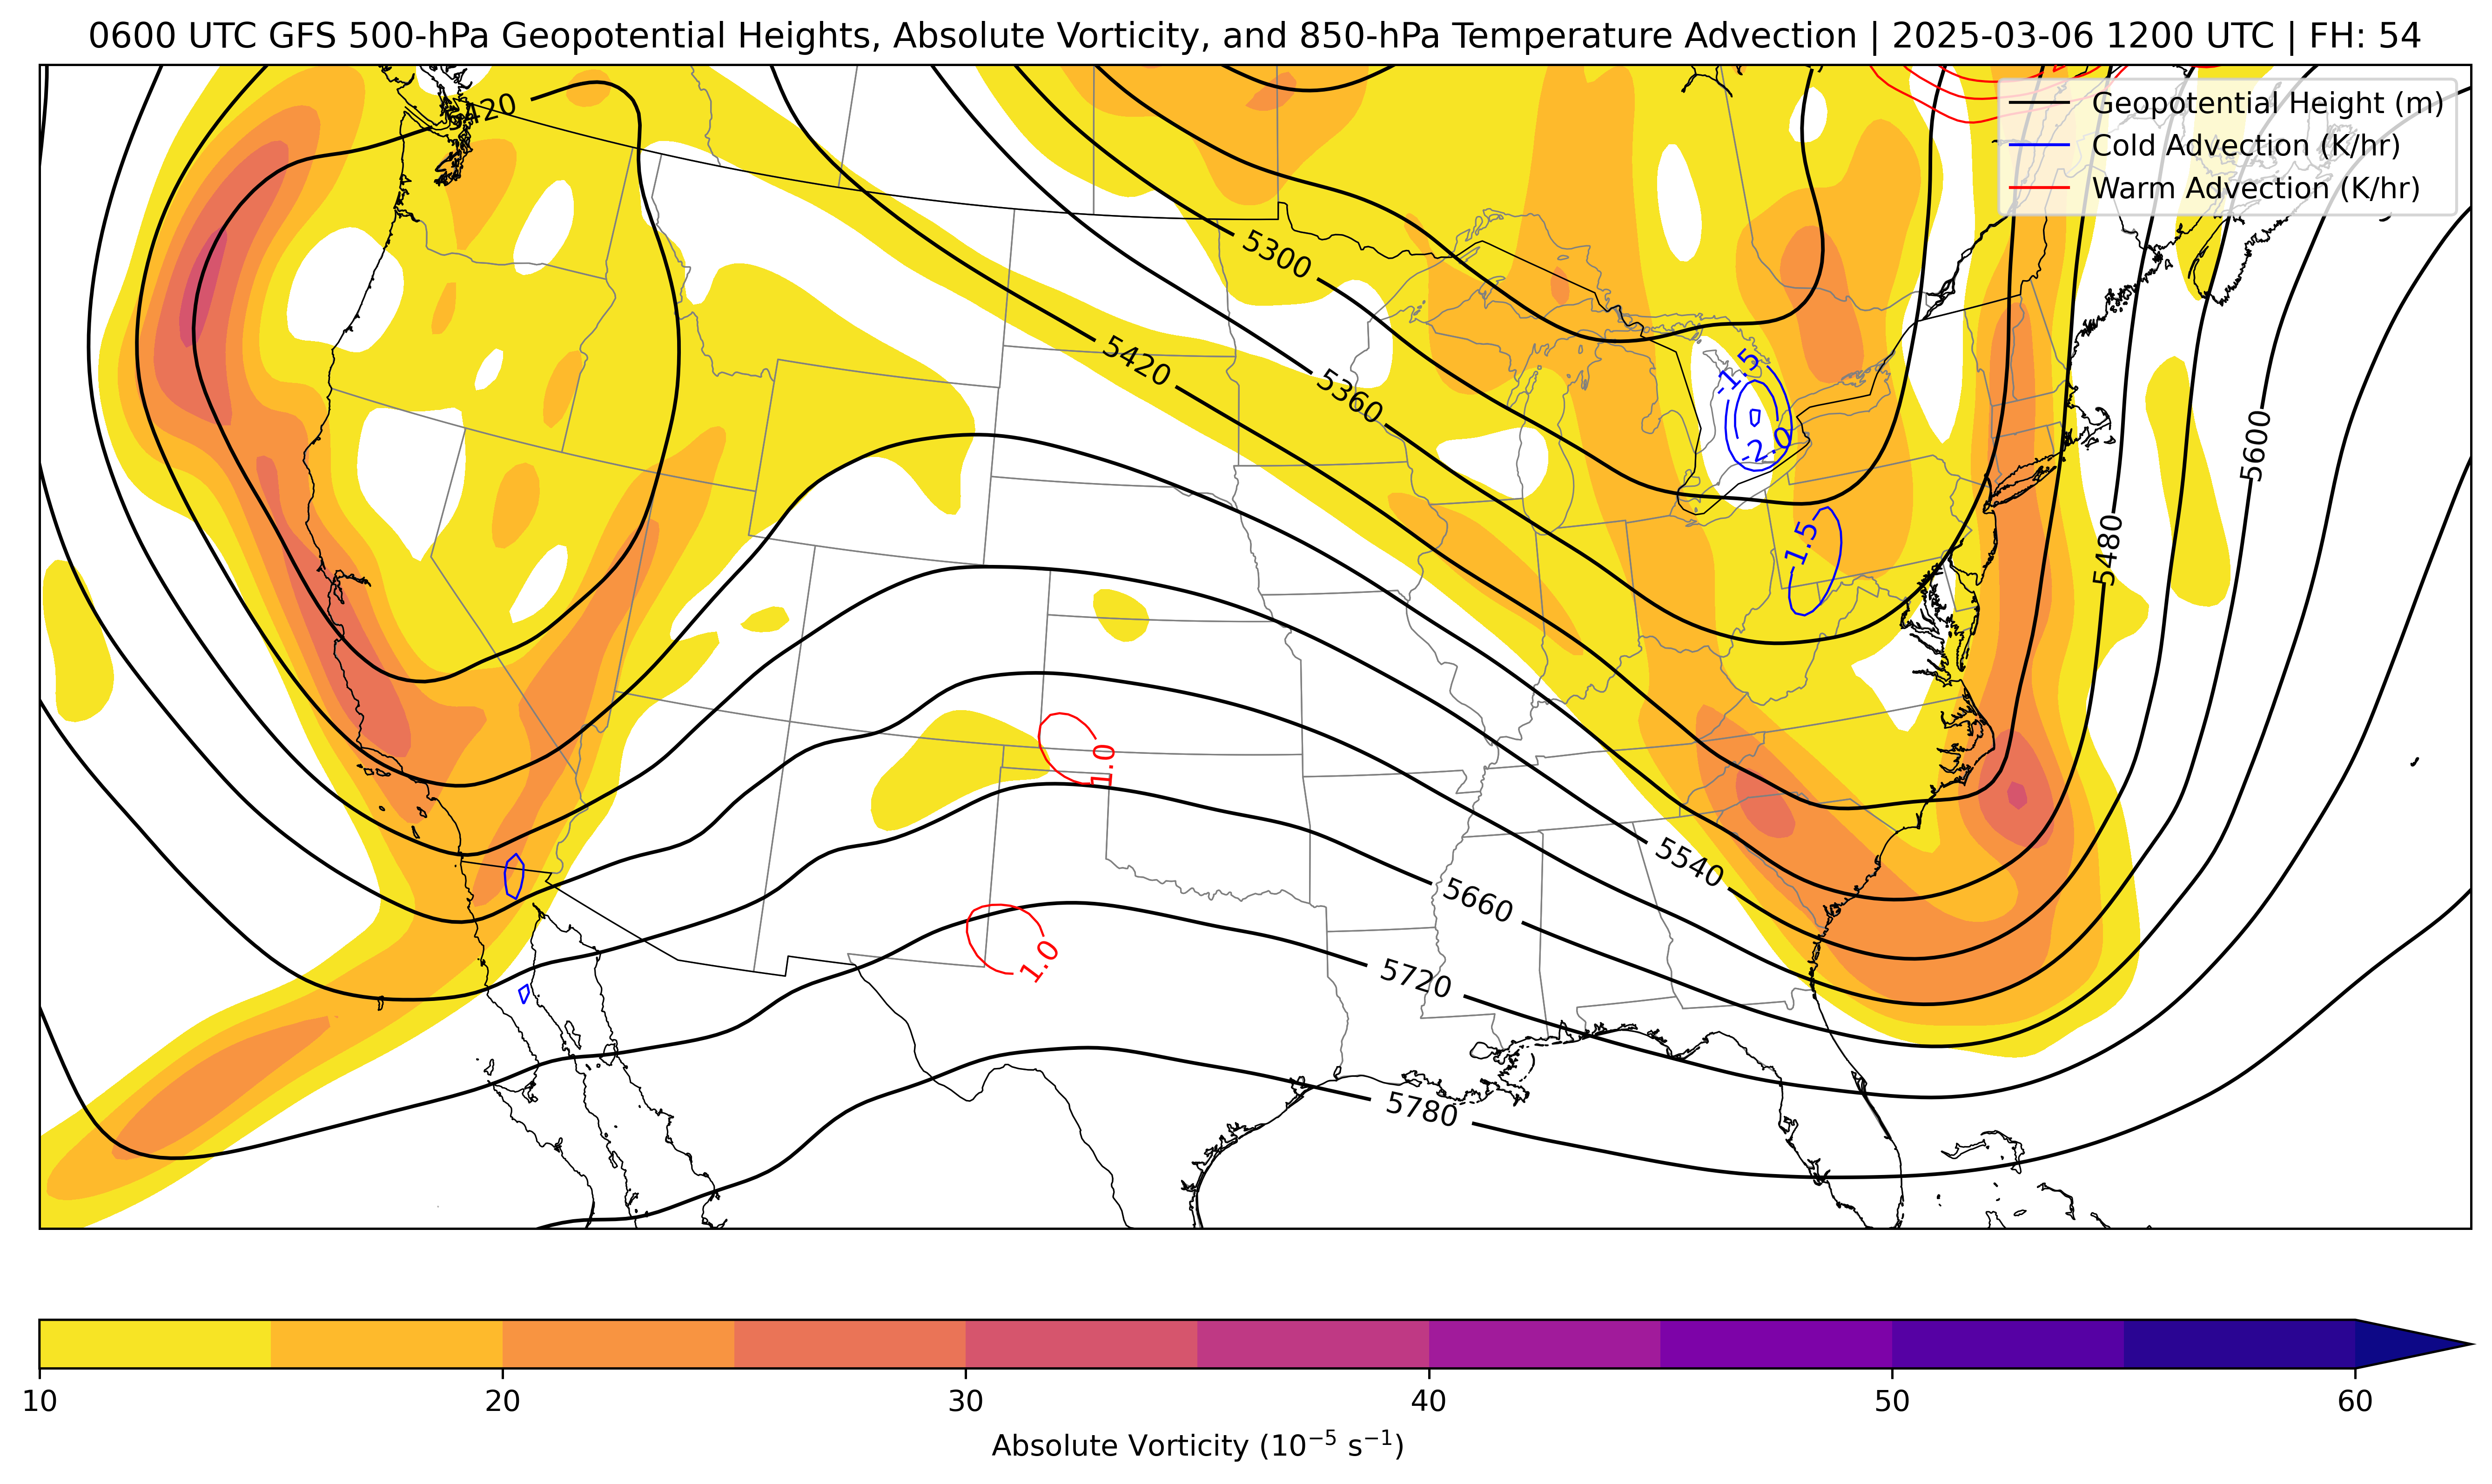 0600 UTC GFS 500-hPa Geopotential Heights, Absolute Vorticity, and 850-hPa Temperature Advection | 2025-03-06 1200 UTC | FH: 54
Geopotential Height (m)
Cold Advection (K/hr)
Warm Advection (K/hr)
5420
5300
5420
5360
-1.5
-2.0
5600
5480
-1.5
1.0
5540
5660
1.0
5720
5780
10 20 30 40 50 60
Absolute Vorticity (10⁻⁵ s⁻¹)